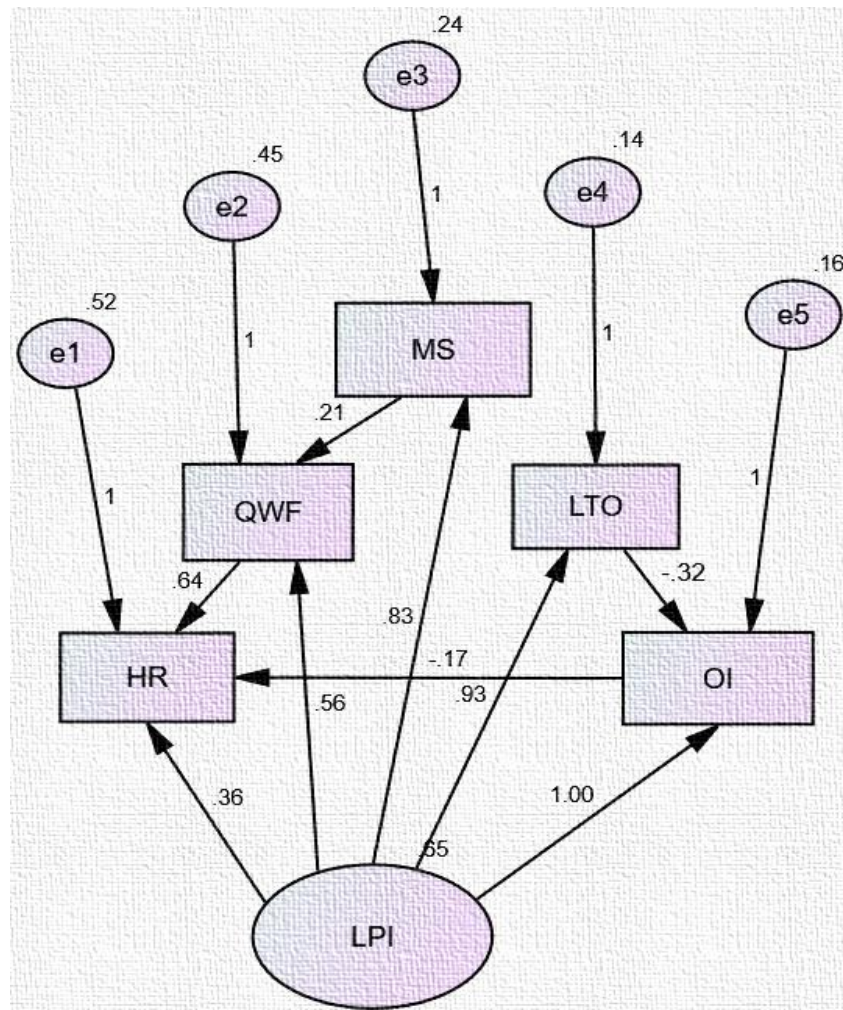 .24
e3
.14
.45
e4
e2
1
.16
.52
e5
1
1
e1
MS
.21
1
LTO
QWF
1
-.32
.64
.83
-.17
HR
OI
.93
.56
.36
1.00
.65
LPI